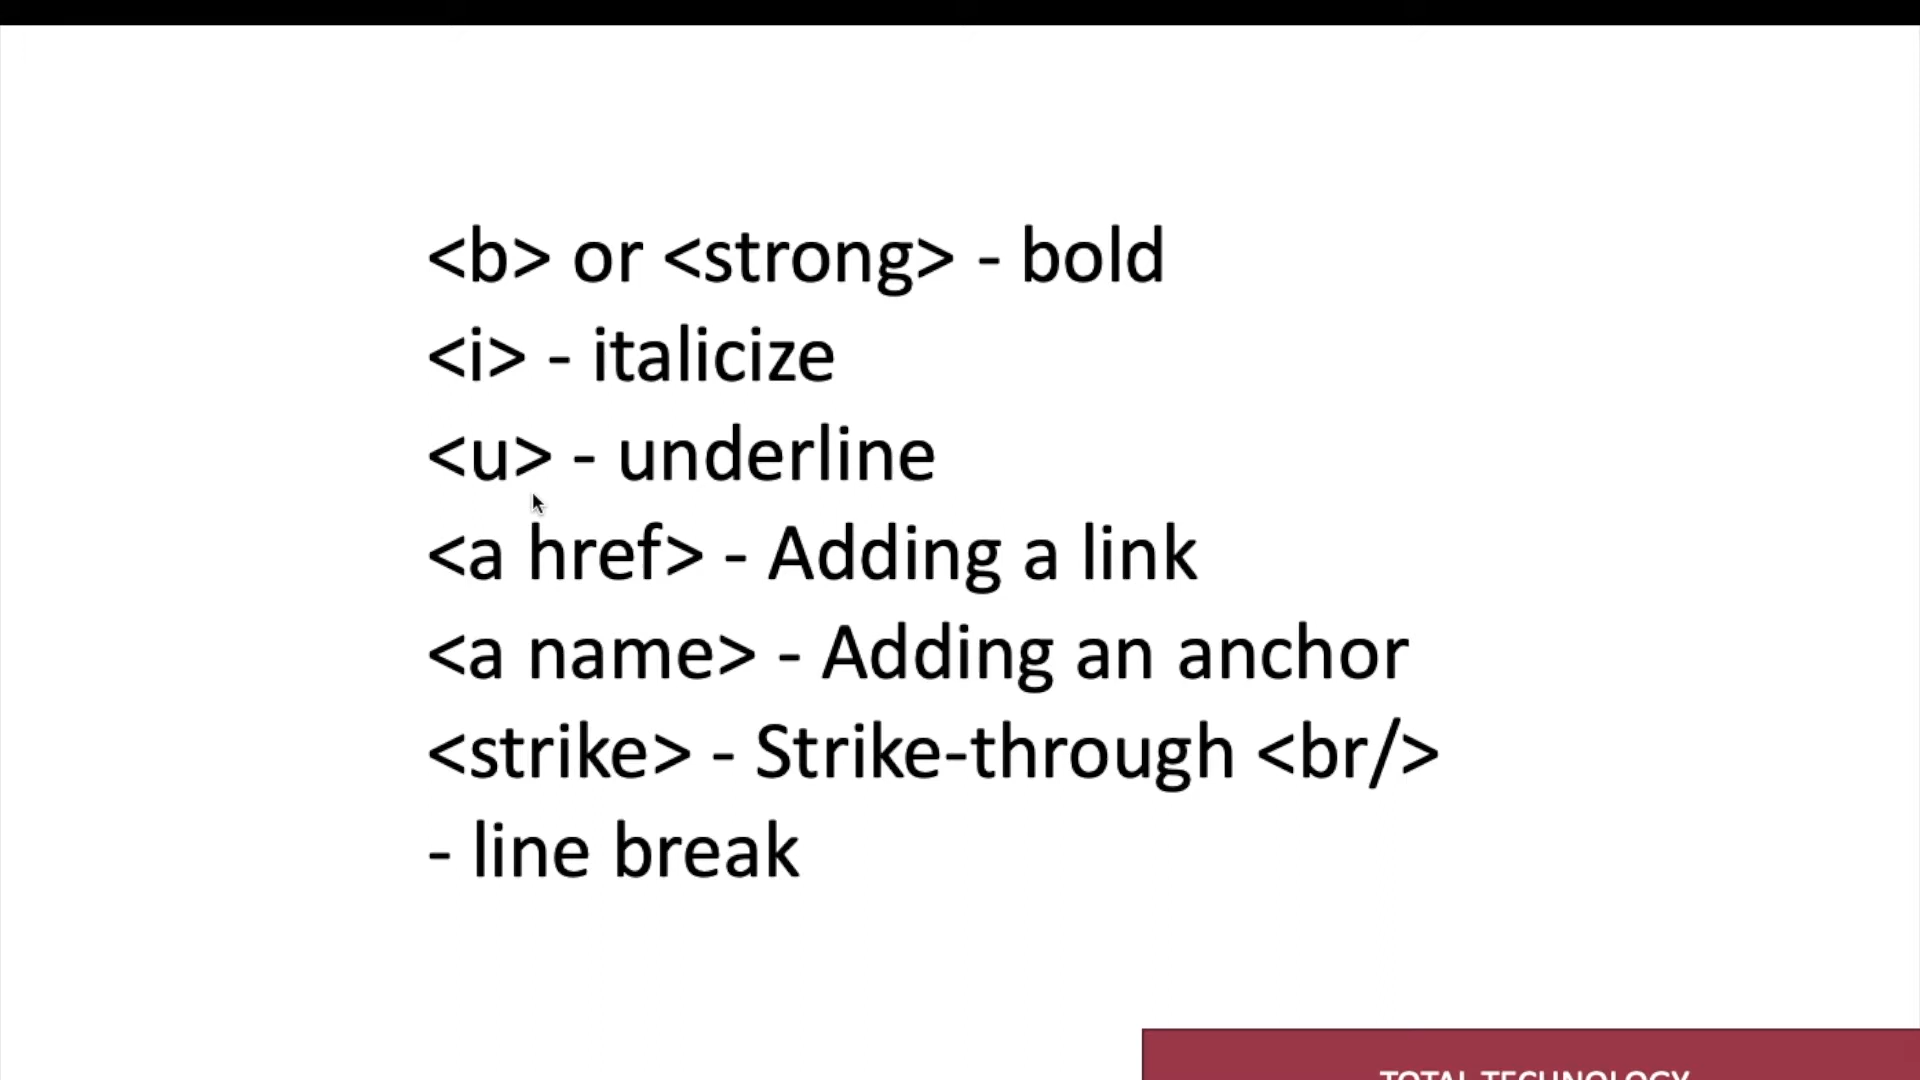 <b> or <strong> - bold
<i> - italicize
<u> - underline
<a href> - Adding a link
<a name> - Adding an anchor
<strike> - Strike-through <br/>
- line break
TOTAL TECHNOLOGY